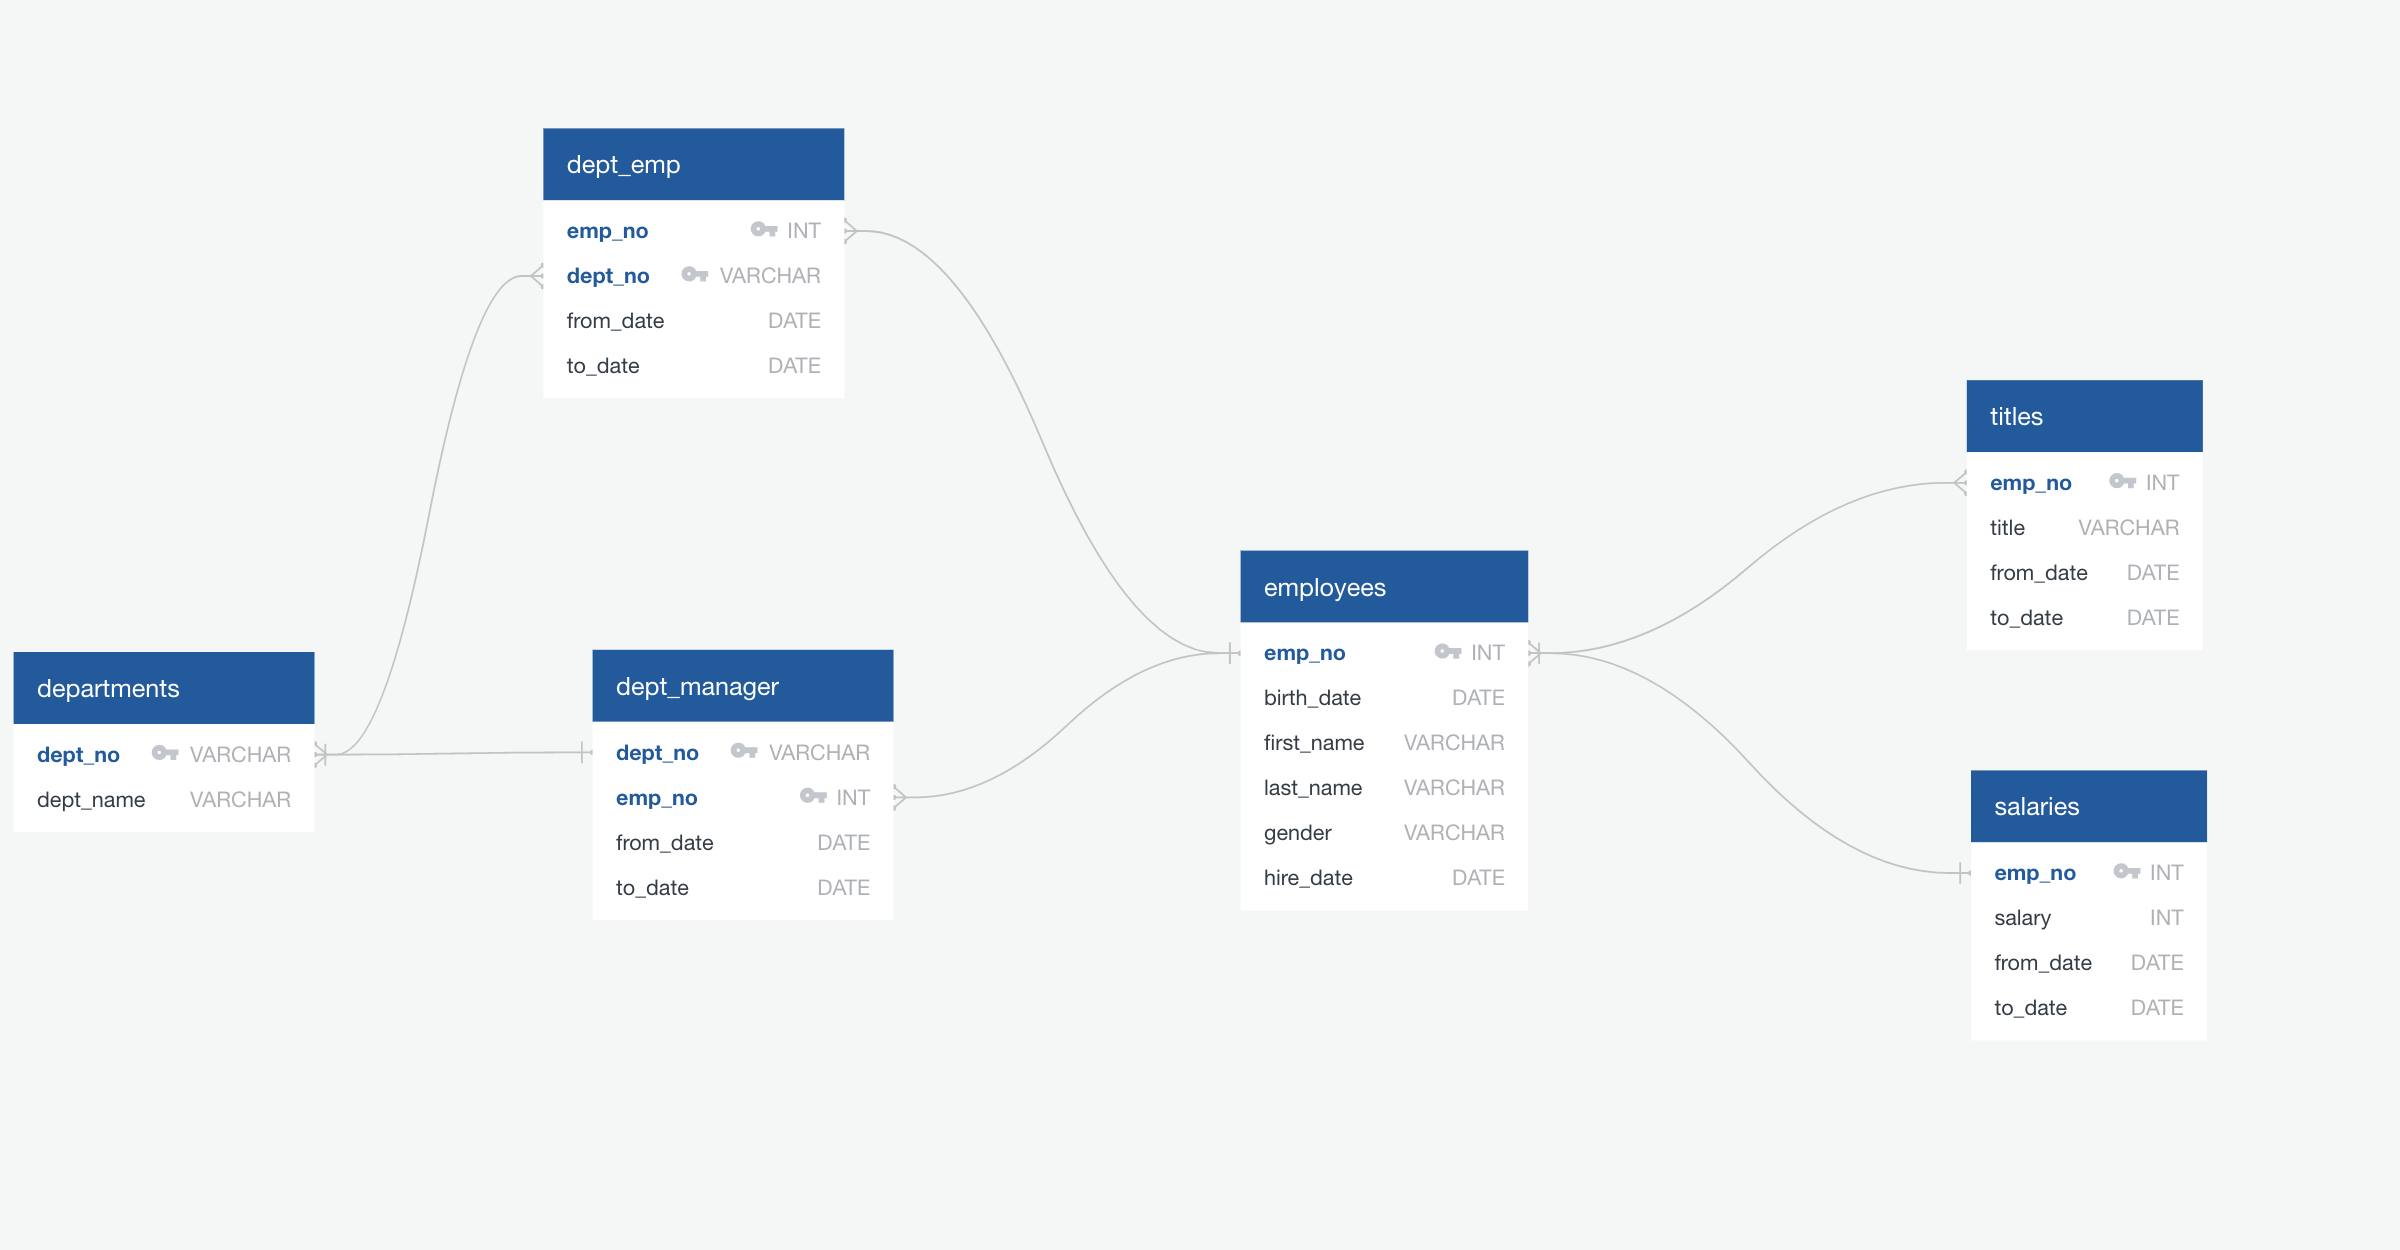 dept_emp
emp_no INT
dept_no VARCHAR
from_date DATE
to_date DATE
departments
dept_no VARCHAR
dept_name VARCHAR
dept_manager
dept_no VARCHAR
emp_no INT
from_date DATE
to_date DATE
employees
emp_no INT
birth_date DATE
first_name VARCHAR
last_name VARCHAR
gender VARCHAR
hire_date DATE
titles
emp_no INT
title VARCHAR
from_date DATE
to_date DATE
salaries
emp_no INT
salary INT
from_date DATE
to_date DATE